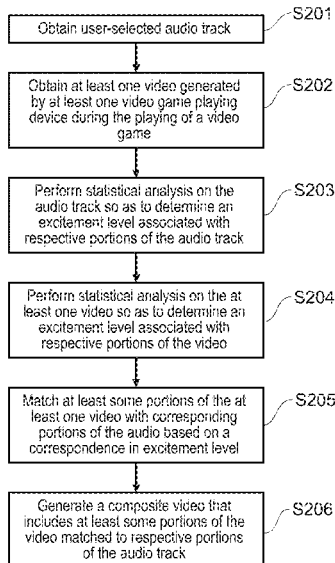 S201
Obtain user-selected audio track
S202
Obtain at least one video generated
by at least one video game playing
device during the playing of a video
game
S203
Perform statistical analysis on the
audio track so as to determine an
excitement level associated with
respective portions of the audio track
S204
Perform statistical analysis on the at
least one video so as to determine an
excitement level associated with
respective portions of the video
S205
Match at least some portions of the at
least one video with corresponding
portions of the audio based on a
correspondence in excitement level
S206
Generate a composite video that
includes at least some portions of the
video matched to respective portions
of the audio track